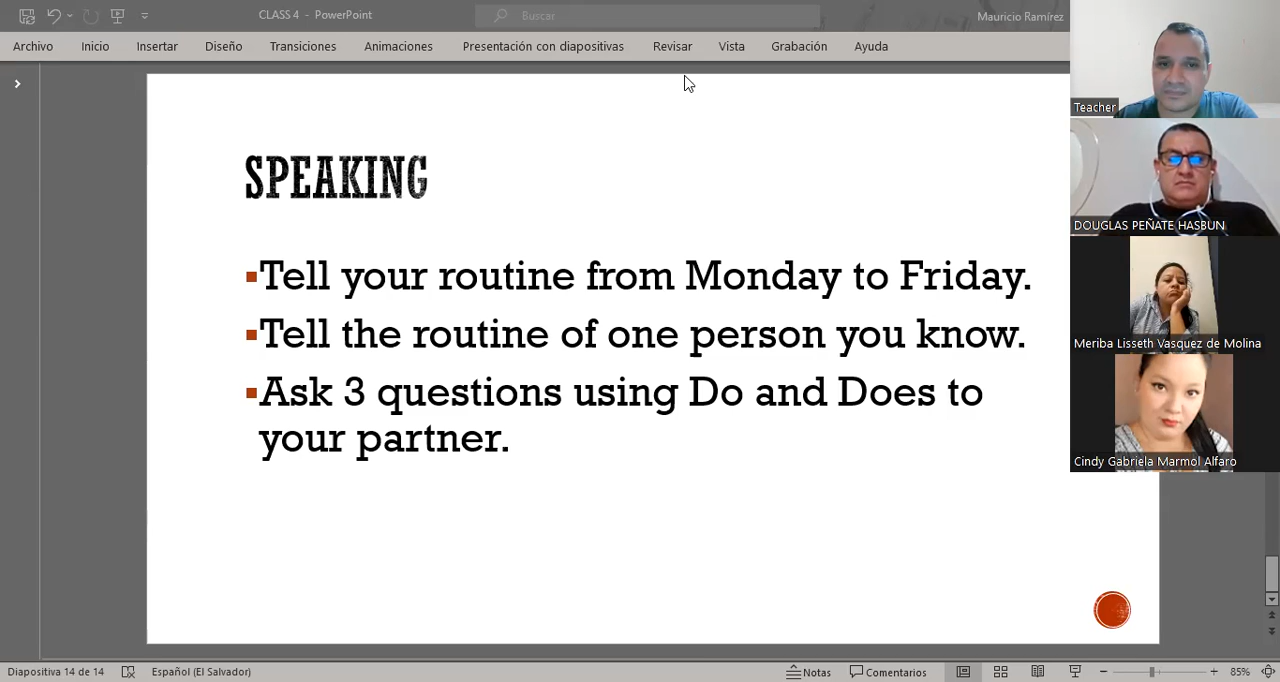 CLASS 4 - PowerPoint
Buscar
Mauricio Ramírez
Archivo Inicio Insertar Diseño Transiciones Animaciones Presentación con diapositivas Revisar Vista Grabación Ayuda
Teacher
DOUGLAS PEÑATE HASBUN
Meriba Lisseth Vasquez de Molina
Cindy Gabriela Marmol Alfaro
SPEAKING
▪Tell your routine from Monday to Friday.
▪Tell the routine of one person you know.
▪Ask 3 questions using Do and Does to
your partner.
Diapositiva 14 de 14 Español (El Salvador) Notas Comentarios 85%